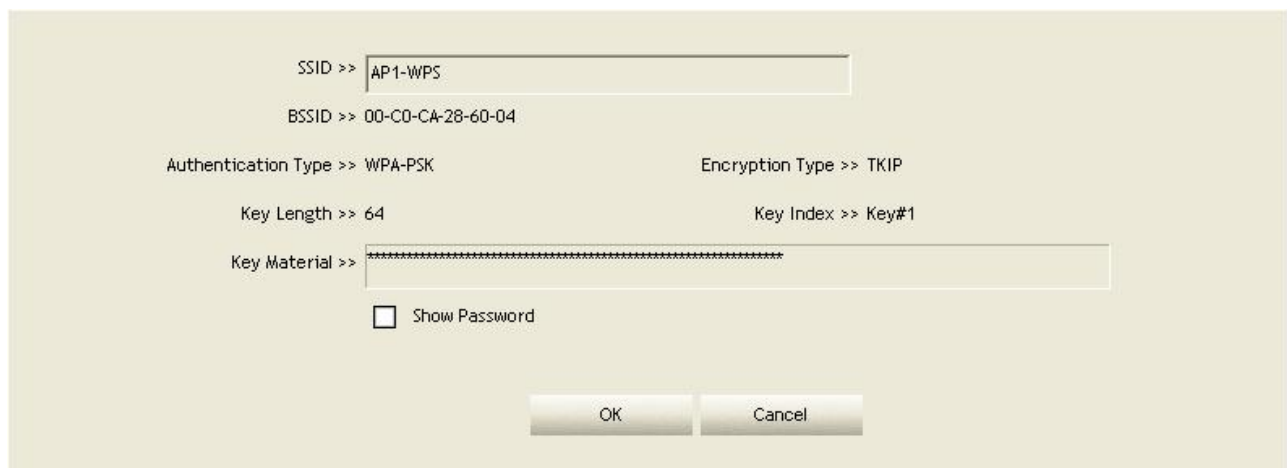 SSID >> AP1-WPS
BSSID >> 00-C0-CA-28-60-04
Authentication Type >> WPA-PSK Encryption Type >> TKIP
Key Length >> 64 Key Index >> Key#1
Key Material >> ****************************************************************
Show Password
OK Cancel